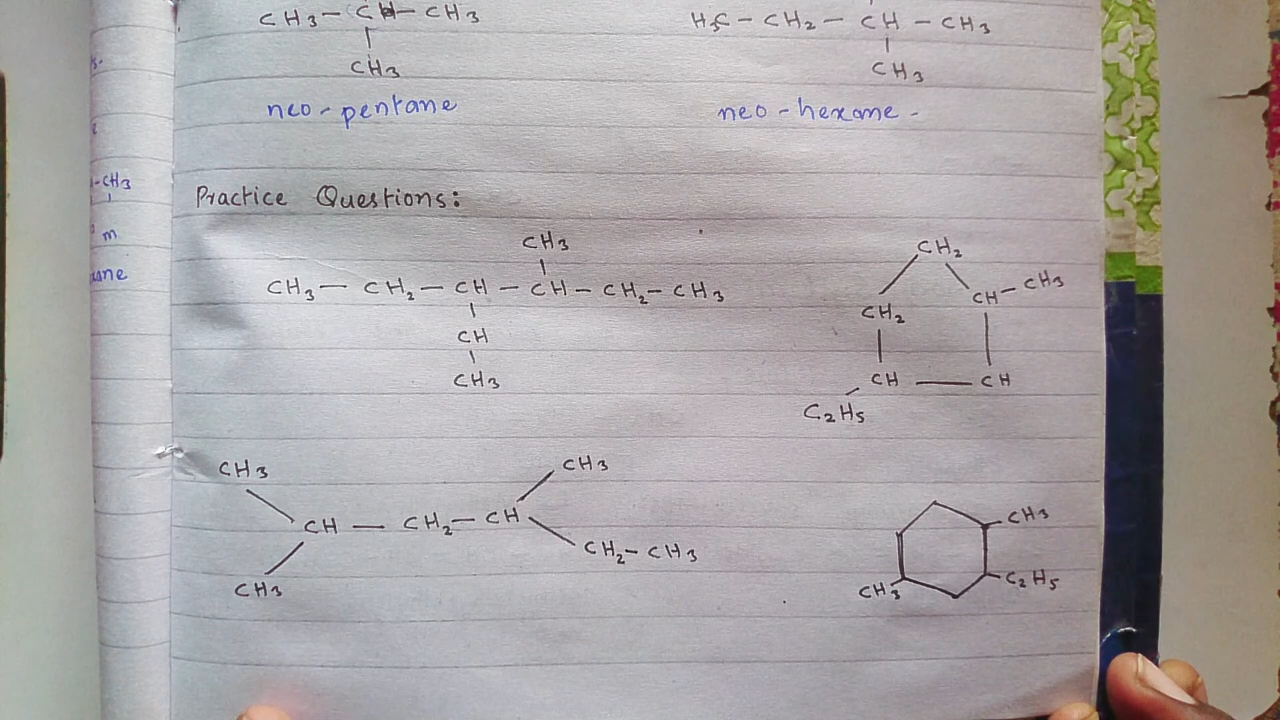 CH3 — CH — CH3 H3C — CH2 — CH — CH3
CH3 CH3
neo-pentane neo-hexane -
-CH3
m
ane
Practice Questions:
CH3
CH3 — CH2 — CH — CH — CH2 — CH3
CH
CH3
CH2
CH — CH3
CH2
CH — CH
C2H5
CH3 CH3
CH — CH2 — CH
CH2 — CH3
CH3
CH3
C2H5
CH3